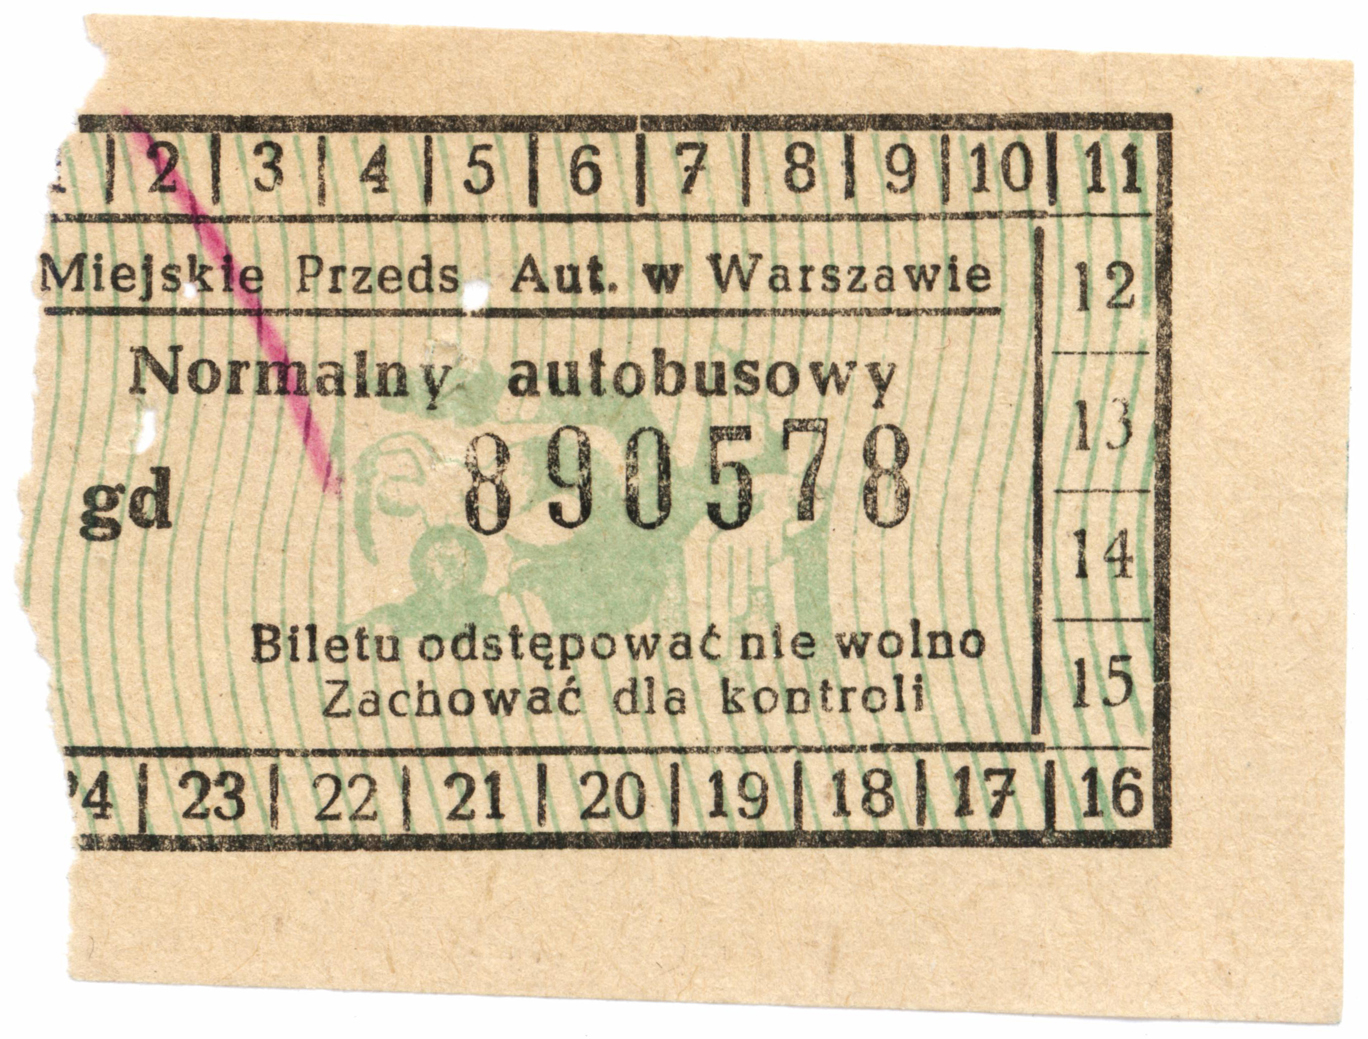 2 | 3 | 4 | 5 | 6 | 7 | 8 | 9 | 10 | 11
Miejskie Przeds. Aut. w Warszawie
12
Normalny autobusowy
13
gd 890578
14
Biletu odstępować nie wolno
15
Zachować dla kontroli
24 | 23 | 22 | 21 | 20 | 19 | 18 | 17 | 16